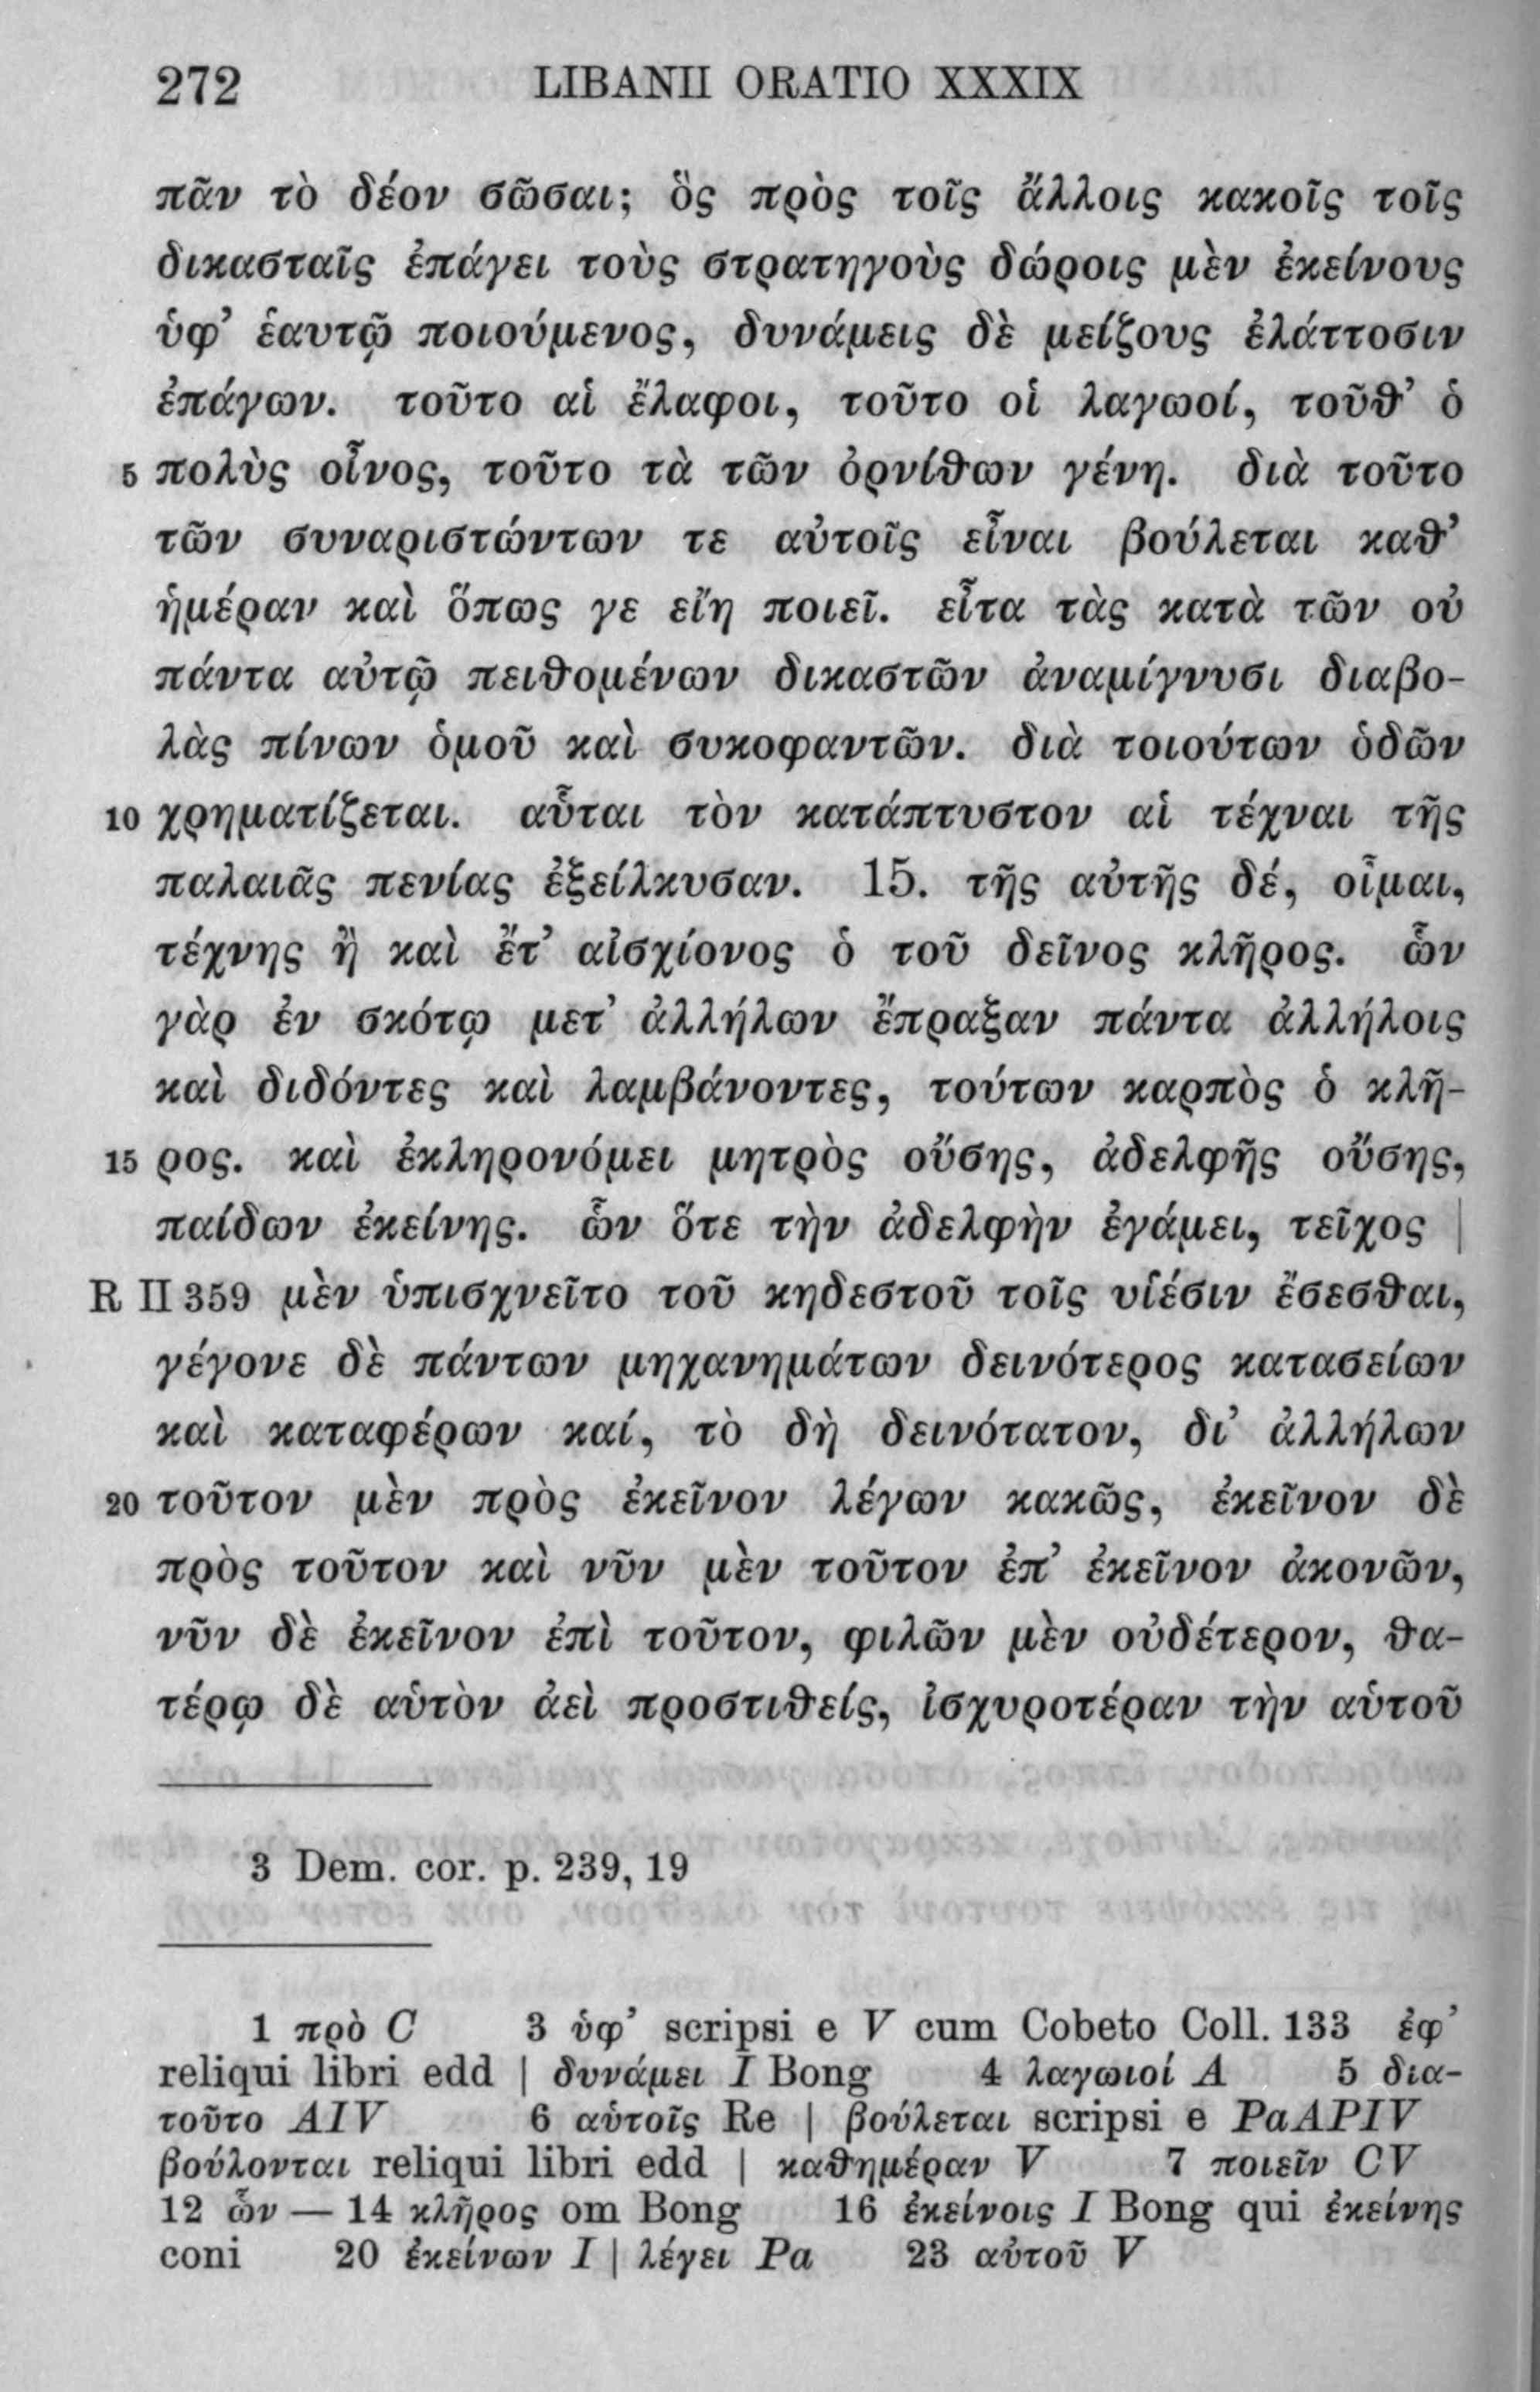 272 LIBANII ORATIO XXXIX
πᾶν τὸ δέον σῶσαι; ὃς πρὸς τοῖς ἄλλοις κακοῖς τοῖς
δικασταῖς ἐπάγει τοὺς στρατηγοὺς δώροις μὲν ἐκείνους
ὑφ’ ἑαυτῷ ποιούμενος, δυνάμεις δὲ μείζους ἐλάττοσιν
ἐπάγων. τοῦτο αἱ ἔλαφοι, τοῦτο οἱ λαγωοί, τοῦθ’ ὁ
5 πολὺς οἶνος, τοῦτο τὰ τῶν ὀρνίθων γένη. διὰ τοῦτο
τῶν συναριστώντων τε αὐτοῖς εἶναι βούλεται καθ’
ἡμέραν καὶ ὅπως γε εἴη ποιεῖ. εἶτα τὰς κατὰ τῶν οὐ
πάντα αὐτῷ πειθομένων δικαστῶν ἀναμίγνυσι διαβο-
λὰς πίνων ὁμοῦ καὶ συκοφαντῶν. διὰ τοιούτων ὁδῶν
10 χρηματίζεται. αὗται τὸν κατάπτυστον αἱ τέχναι τῆς
παλαιᾶς πενίας ἐξείλκυσαν. 15. τῆς αὐτῆς δέ, οἶμαι,
τέχνης ἢ καὶ ἔτ’ αἰσχίονος ὁ τοῦ δεῖνος κλῆρος. ὧν
γὰρ ἐν σκότῳ μετ’ ἀλλήλων ἔπραξαν πάντα ἀλλήλοις
καὶ διδόντες καὶ λαμβάνοντες, τούτων καρπὸς ὁ κλῆ-
15 ρος. καὶ ἐκληρονόμει μητρὸς οὔσης, ἀδελφῆς οὔσης,
παίδων ἐκείνης. ὧν ὅτε τὴν ἀδελφὴν ἐγάμει, τεῖχος |
R II 359 μὲν ὑπισχνεῖτο τοῦ κηδεστοῦ τοῖς υἱέσιν ἔσεσθαι,
γέγονε δὲ πάντων μηχανημάτων δεινότερος κατασείων
καὶ καταφέρων καί, τὸ δὴ δεινότατον, δι’ ἀλλήλων
20 τοῦτον μὲν πρὸς ἐκεῖνον λέγων κακῶς, ἐκεῖνον δὲ
πρὸς τοῦτον καὶ νῦν μὲν τοῦτον ἐπ’ ἐκεῖνον ἀκονῶν,
νῦν δὲ ἐκεῖνον ἐπὶ τοῦτον, φιλῶν μὲν οὐδέτερον, θα-
τέρῳ δὲ αὑτὸν ἀεὶ προστιθείς, ἰσχυροτέραν τὴν αὑτοῦ
3 Dem. cor. p. 239, 19
1 πρὸ C 3 ὑφ’ scripsi e V cum Cobeto Coll. 133 ἐφ’
reliqui libri edd | δυνάμει I Bong 4 λαγωιοί A 5 δια-
τοῦτο AIV 6 αὑτοῖς Re | βούλεται scripsi e PaAPIV
βούλονται reliqui libri edd | καθημέραν V 7 ποιεῖν CV
12 ὧν — 14 κλῆρος om Bong 16 ἐκείνοις I Bong qui ἐκείνης
coni 20 ἐκείνων I | λέγει Pa 23 αὐτοῦ V